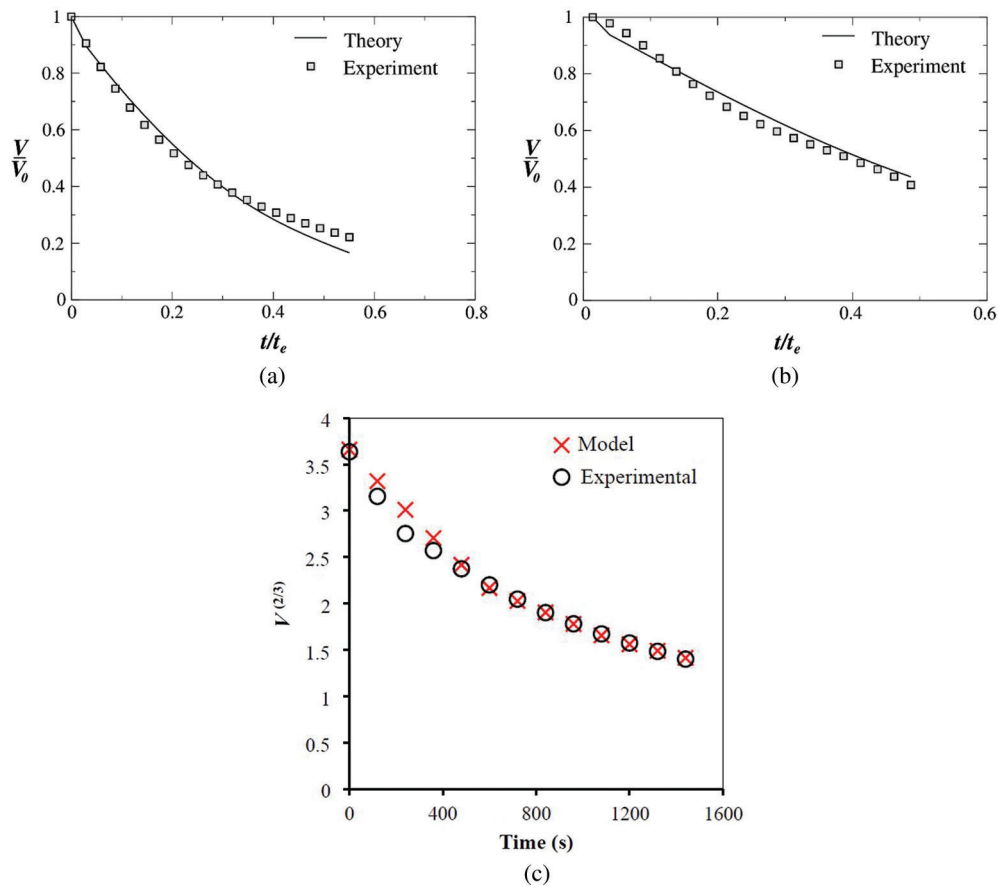 1
0.8
0.6
0.4
0.2
0
V/V0
0 0.2 0.4 0.6 0.8
t/te
Theory
Experiment
(a)
1
0.8
0.6
0.4
0.2
0
V/V0
0 0.2 0.4 0.6
t/te
Theory
Experiment
(b)
4
3.5
3
2.5
2
1.5
1
0.5
0
V(2/3)
0 400 800 1200 1600
Time (s)
Model
Experimental
(c)